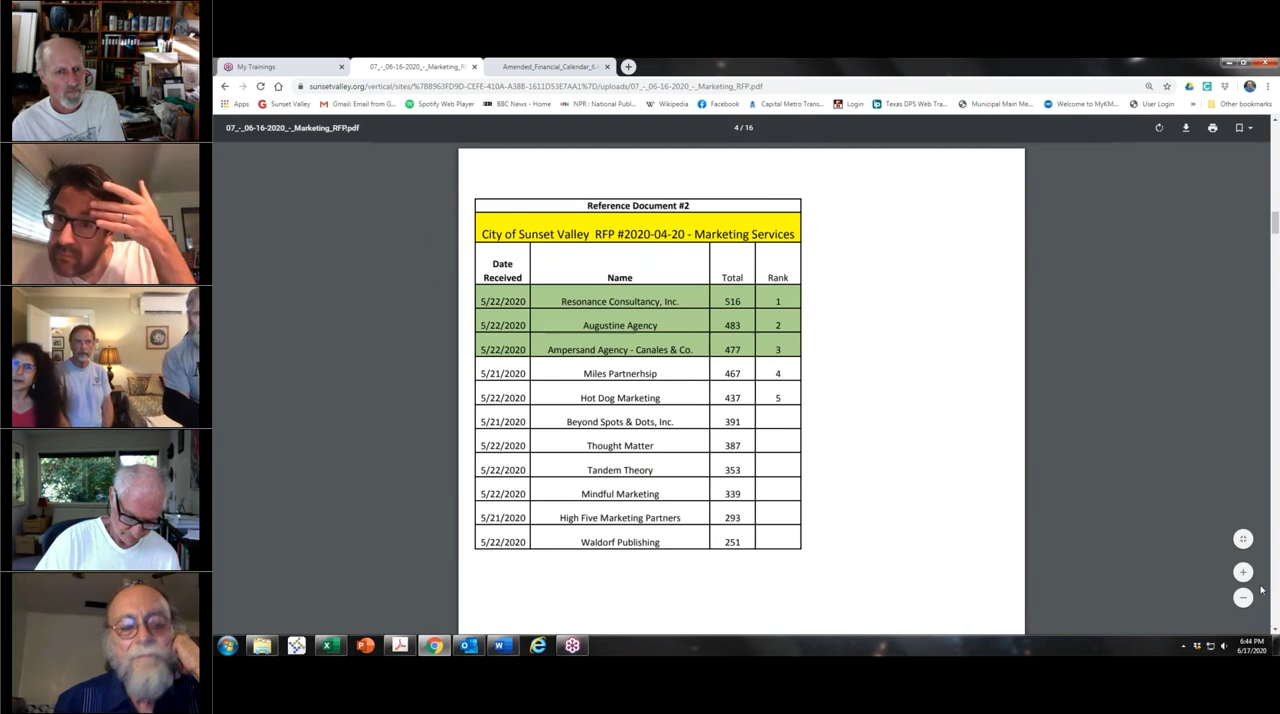 My Trainings
07_-_06-16-2020_-_Marketing_RF
Amended_Financial_Calendar_6.
sunsetvalley.org/vertical/sites/%7B8963FD9D-CEFE-410A-A38B-1611D53E7AA1%7D/uploads/07_-_06-16-2020_-_Marketing_RFP.pdf
Apps Sunset Valley Gmail: Email from G... Spotify Web Player BBC News - Home NPR : National Publ... Wikipedia Facebook Capital Metro Transi... Login Texas DPS Web Tra... Municipal Main Me... Welcome to MyKM... User Login » Other bookmarks
07_-_06-16-2020_-_Marketing_RFP.pdf 4 / 16
Reference Document #2
City of Sunset Valley RFP #2020-04-20 - Marketing Services
Date Received Name Total Rank
5/22/2020 Resonance Consultancy, Inc. 516 1
5/22/2020 Augustine Agency 483 2
5/22/2020 Ampersand Agency - Canales & Co. 477 3
5/21/2020 Miles Partnerhsip 467 4
5/22/2020 Hot Dog Marketing 437 5
5/21/2020 Beyond Spots & Dots, Inc. 391
5/22/2020 Thought Matter 387
5/22/2020 Tandem Theory 353
5/22/2020 Mindful Marketing 339
5/21/2020 High Five Marketing Partners 293
5/22/2020 Waldorf Publishing 251
6:44 PM
6/17/2020